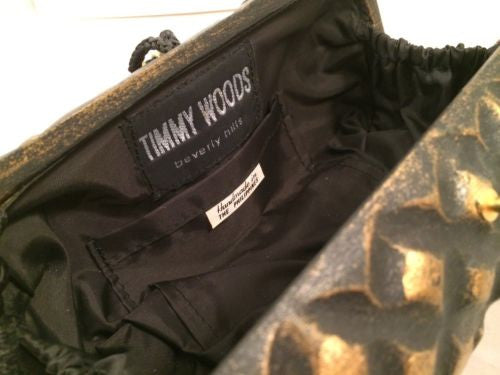 TIMMY WOODS
beverly hills
Handmade in
THE PHILIPPINES